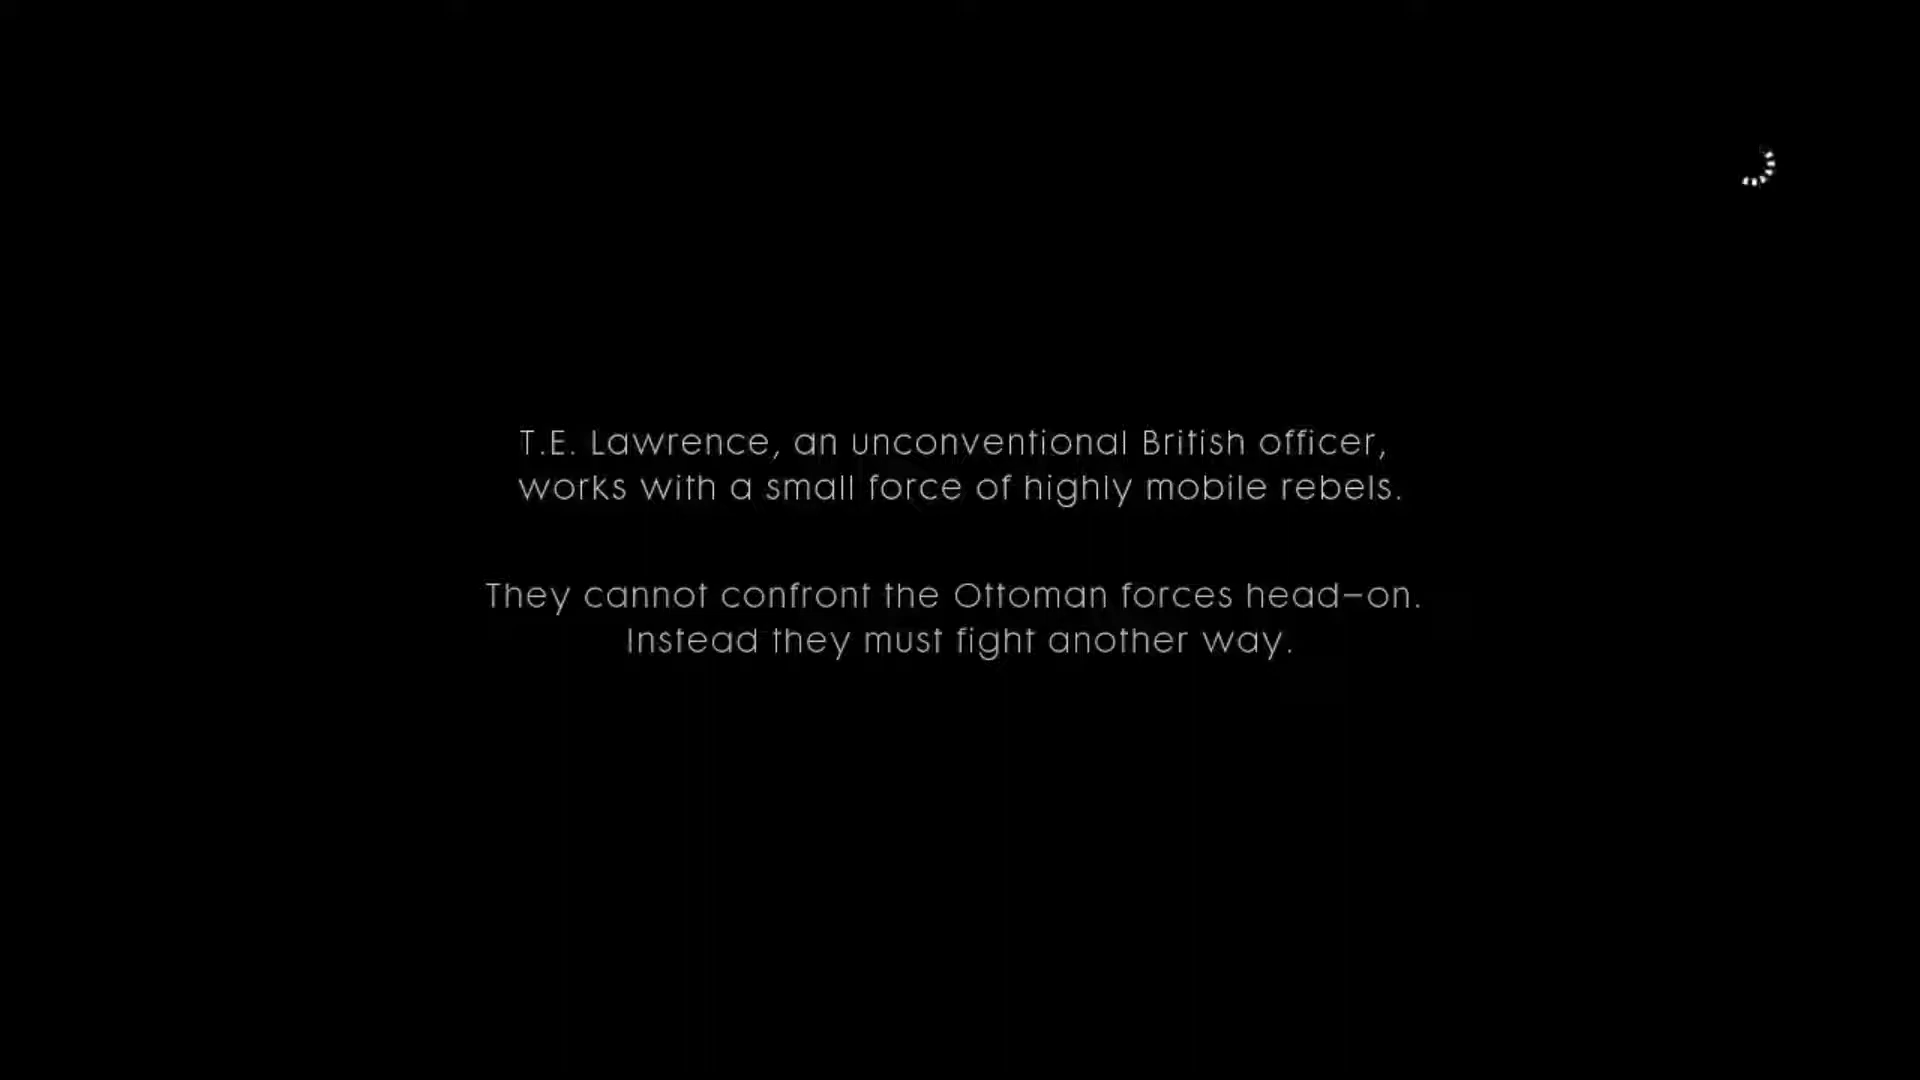 T.E. Lawrence, an unconventional British officer,
works with a small force of highly mobile rebels.
They cannot confront the Ottoman forces head-on.
Instead they must fight another way.